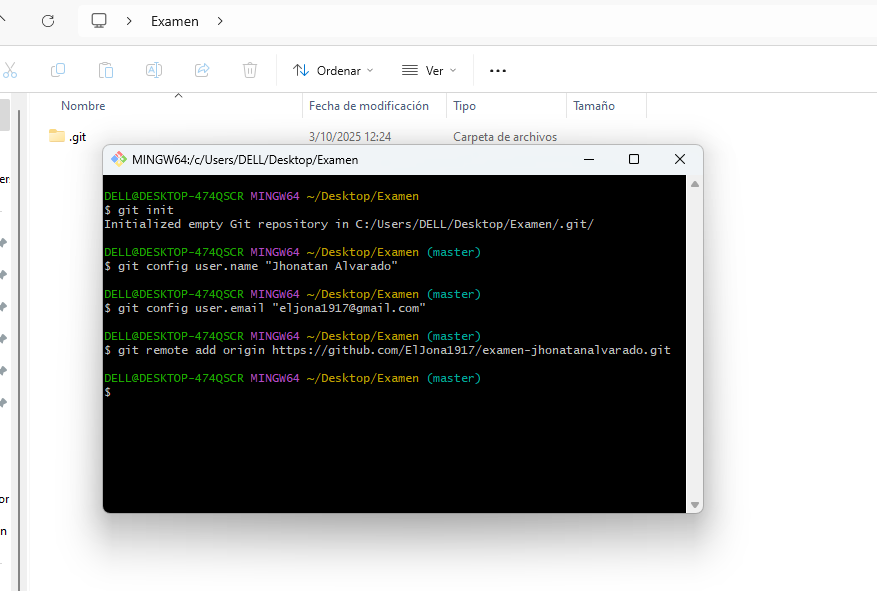 Examen
Ordenar
Ver
Nombre
Fecha de modificación
Tipo
Tamaño
.git
3/10/2025 12:24
Carpeta de archivos
MINGW64:/c/Users/DELL/Desktop/Examen
DELL@DESKTOP-474QSCR MINGW64 ~/Desktop/Examen
$ git init
Initialized empty Git repository in C:/Users/DELL/Desktop/Examen/.git/
DELL@DESKTOP-474QSCR MINGW64 ~/Desktop/Examen (master)
$ git config user.name "Jhonatan Alvarado"
DELL@DESKTOP-474QSCR MINGW64 ~/Desktop/Examen (master)
$ git config user.email "eljona1917@gmail.com"
DELL@DESKTOP-474QSCR MINGW64 ~/Desktop/Examen (master)
$ git remote add origin https://github.com/ElJona1917/examen-jhonatanalvarado.git
DELL@DESKTOP-474QSCR MINGW64 ~/Desktop/Examen (master)
$